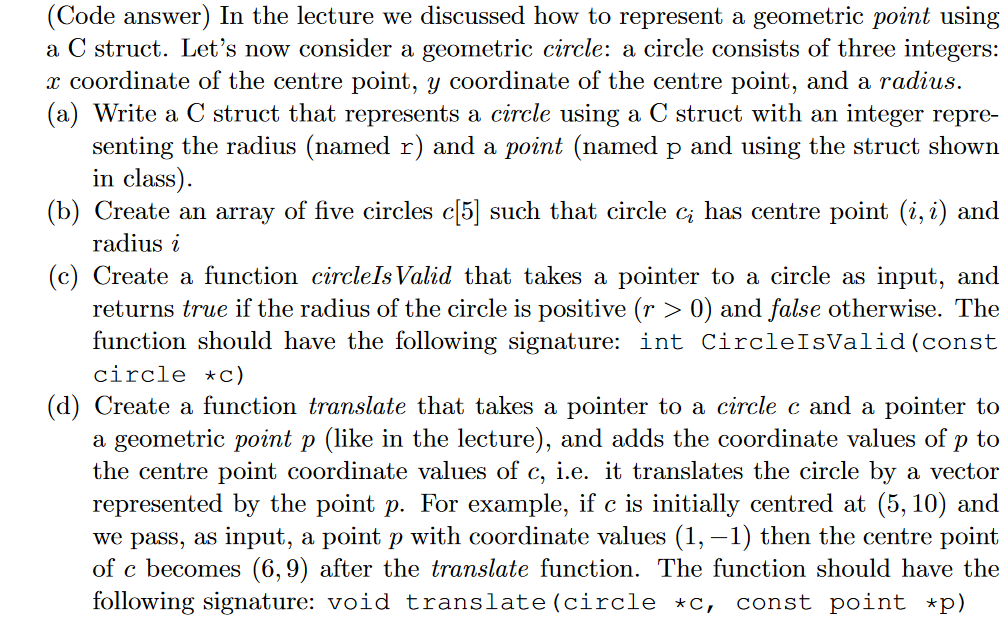 (Code answer) In the lecture we discussed how to represent a geometric point using
a C struct. Let’s now consider a geometric circle: a circle consists of three integers:
x coordinate of the centre point, y coordinate of the centre point, and a radius.
(a) Write a C struct that represents a circle using a C struct with an integer repre-
senting the radius (named r) and a point (named p and using the struct shown
in class).
(b) Create an array of five circles c[5] such that circle cᵢ has centre point (i, i) and
radius i
(c) Create a function circleIsValid that takes a pointer to a circle as input, and
returns true if the radius of the circle is positive (r > 0) and false otherwise. The
function should have the following signature: int CircleIsValid(const
circle *c)
(d) Create a function translate that takes a pointer to a circle c and a pointer to
a geometric point p (like in the lecture), and adds the coordinate values of p to
the centre point coordinate values of c, i.e. it translates the circle by a vector
represented by the point p. For example, if c is initially centred at (5, 10) and
we pass, as input, a point p with coordinate values (1, −1) then the centre point
of c becomes (6, 9) after the translate function. The function should have the
following signature: void translate(circle *c, const point *p)